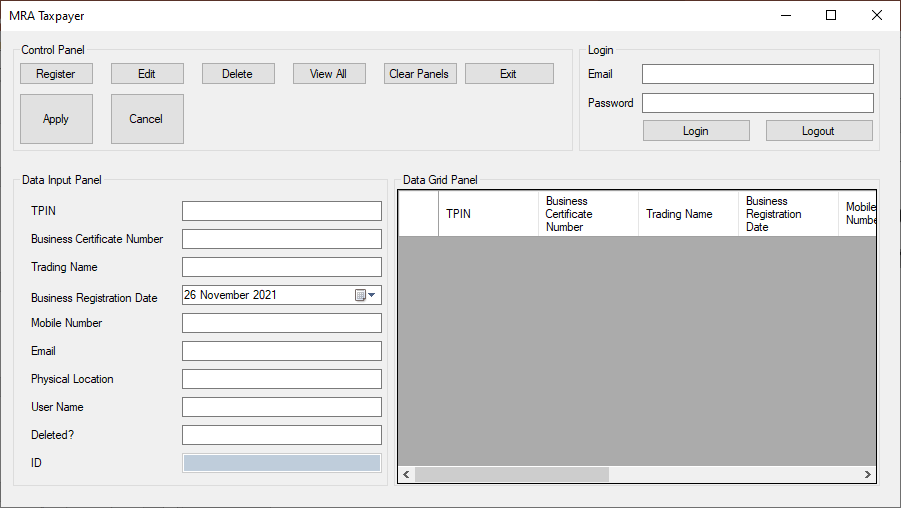 MRA Taxpayer
Control Panel
Register Edit Delete View All Clear Panels Exit
Apply Cancel
Login
Email
Password
Login Logout
Data Input Panel
TPIN
Business Certificate Number
Trading Name
Business Registration Date 26 November 2021
Mobile Number
Email
Physical Location
User Name
Deleted?
ID
Data Grid Panel
TPIN
Business
Certificate
Number
Trading Name
Business
Registration
Date
Mobile
Numbe